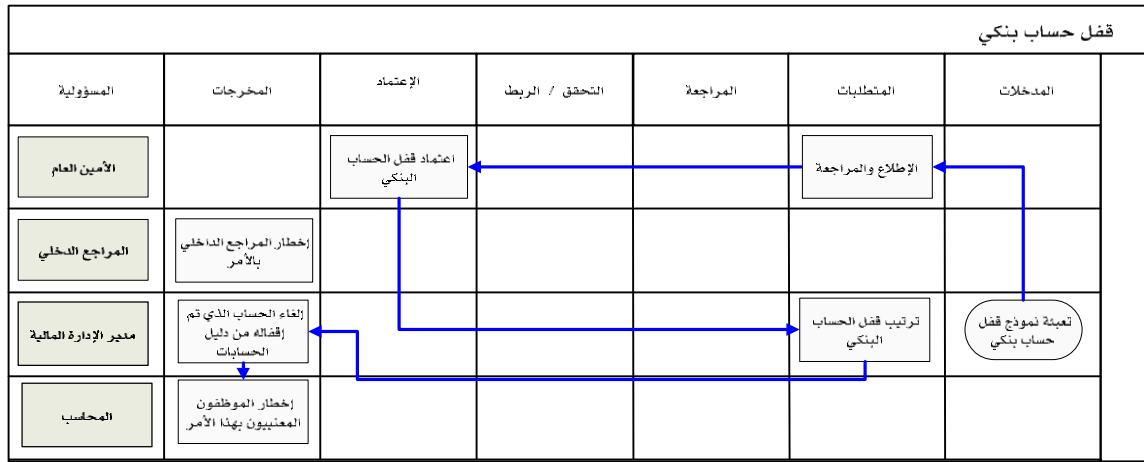 قفل حساب بنكي
المدخلات
المتطلبات
المراجعة
التحقق / الربط
الإعتماد
المخرجات
المسؤولية
الإطلاع والمراجعة
اعتماد قفل الحساب
البنكي
الأمين العام
إخطار المراجع الداخلي
بالأمر
المراجع الدخلي
تعبئة نموذج قفل
حساب بنكي
ترتيب قفل الحساب
البنكي
إلغاء الحساب الذي تم
إقفاله من دليل
الحسابات
مدير الإدارة المالية
إخطار الموظفون
المعنييون بهذا الأمر
المحاسب